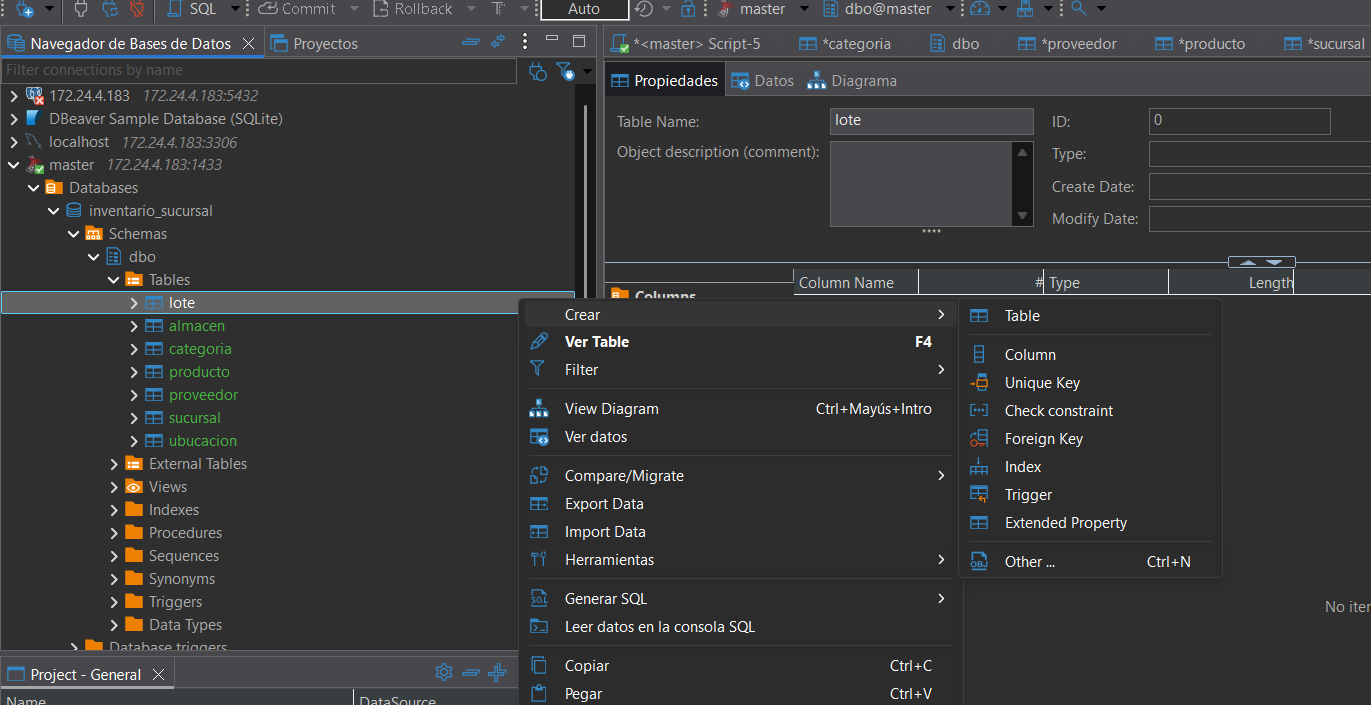 SQL Commit Rollback Auto master dbo@master
Navegador de Bases de Datos Proyectos
*<master> Script-5 *categoria dbo *proveedor *producto *sucursal
Filter connections by name
Propiedades Datos Diagrama
172.24.4.183 172.24.4.183:5432
DBeaver Sample Database (SQLite)
localhost 172.24.4.183:3306
master 172.24.4.183:1433
Databases
inventario_sucursal
Schemas
dbo
Tables
lote
almacen
categoria
producto
proveedor
sucursal
ubucacion
External Tables
Views
Indexes
Procedures
Sequences
Synonyms
Triggers
Data Types
Database triggers
Table Name: lote
Object description (comment):
ID: 0
Type:
Create Date:
Modify Date:
Columns
Column Name # Type Length
Crear
Ver Table F4
Filter
View Diagram Ctrl+Mayús+Intro
Ver datos
Compare/Migrate
Export Data
Import Data
Herramientas
Generar SQL
Leer datos en la consola SQL
Copiar Ctrl+C
Pegar Ctrl+V
Table
Column
Unique Key
Check constraint
Foreign Key
Index
Trigger
Extended Property
Other ... Ctrl+N
No iter
Project - General
Name DataSource